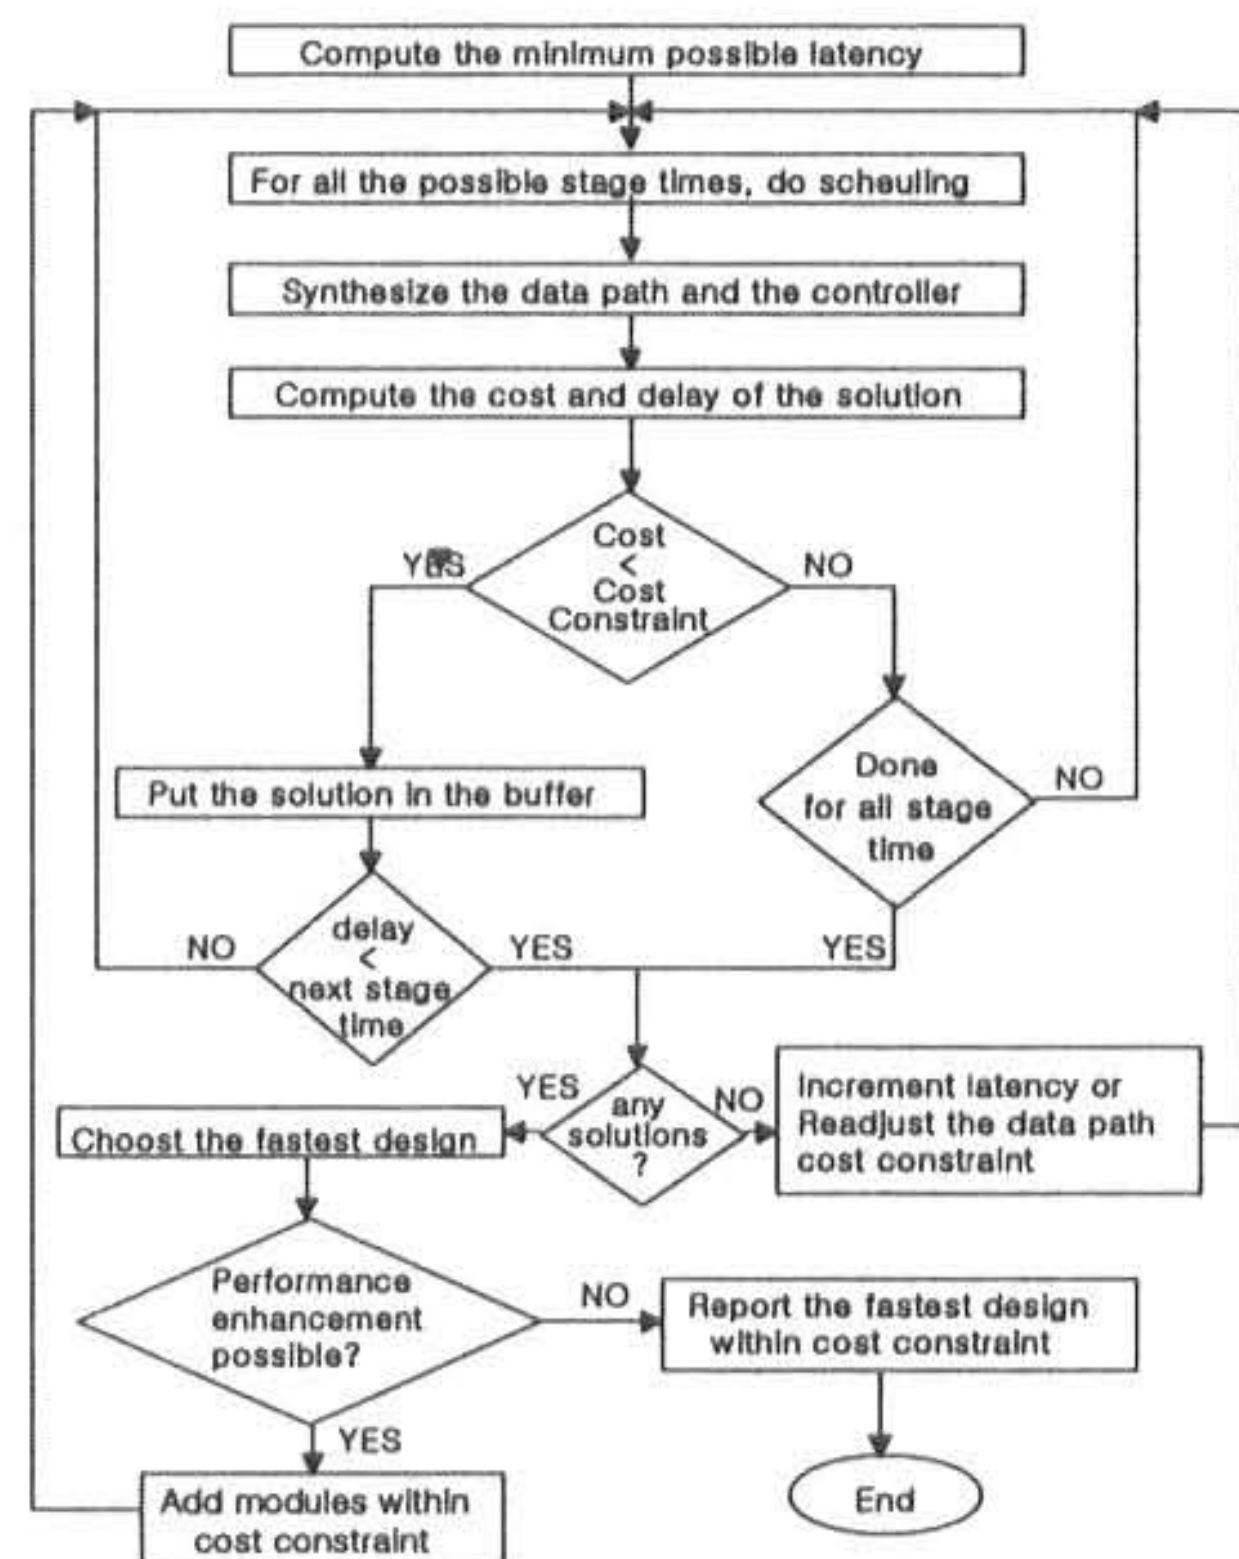 Compute the minimum possible latency
For all the possible stage times, do scheuling
Synthesize the data path and the controller
Compute the cost and delay of the solution
Cost
<
Cost
Constraint
YES
NO
Put the solution in the buffer
Done
for all stage
time
NO
YES
delay
<
next stage
time
NO
YES
any
solutions
?
YES
NO
Increment latency or
Readjust the data path
cost constraint
Choost the fastest design
Performance
enhancement
possible?
NO
Report the fastest design
within cost constraint
YES
Add modules within
cost constraint
End